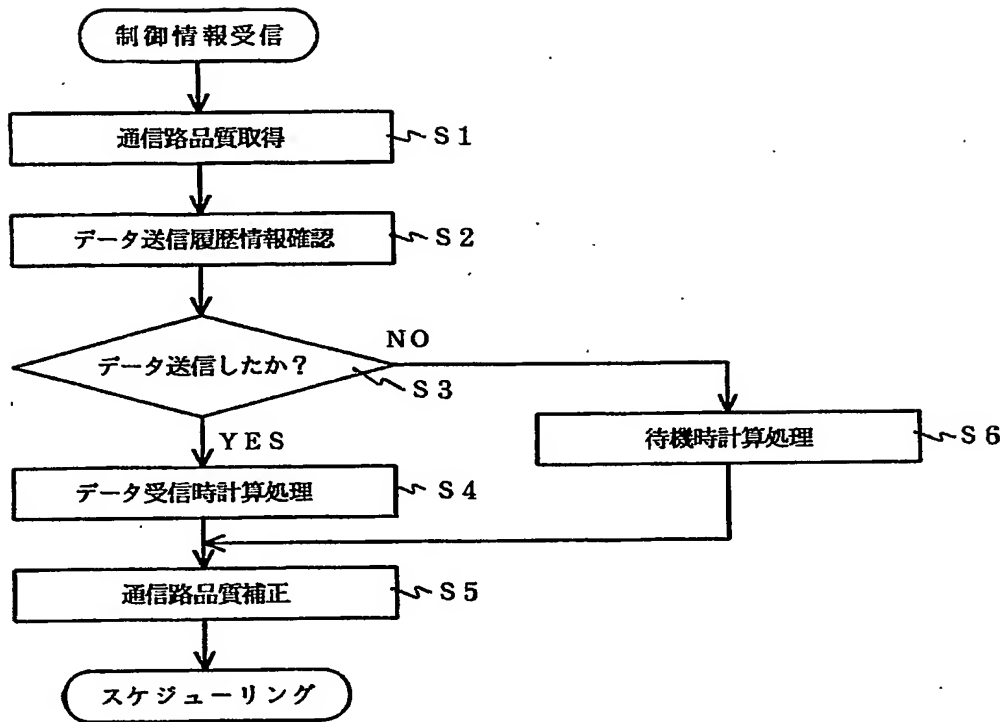 制御情報受信
通信路品質取得
S1
データ送信履歴情報確認
S2
データ送信したか?
NO
S3
YES
待機時計算処理
S6
データ受信時計算処理
S4
通信路品質補正
S5
スケジューリング